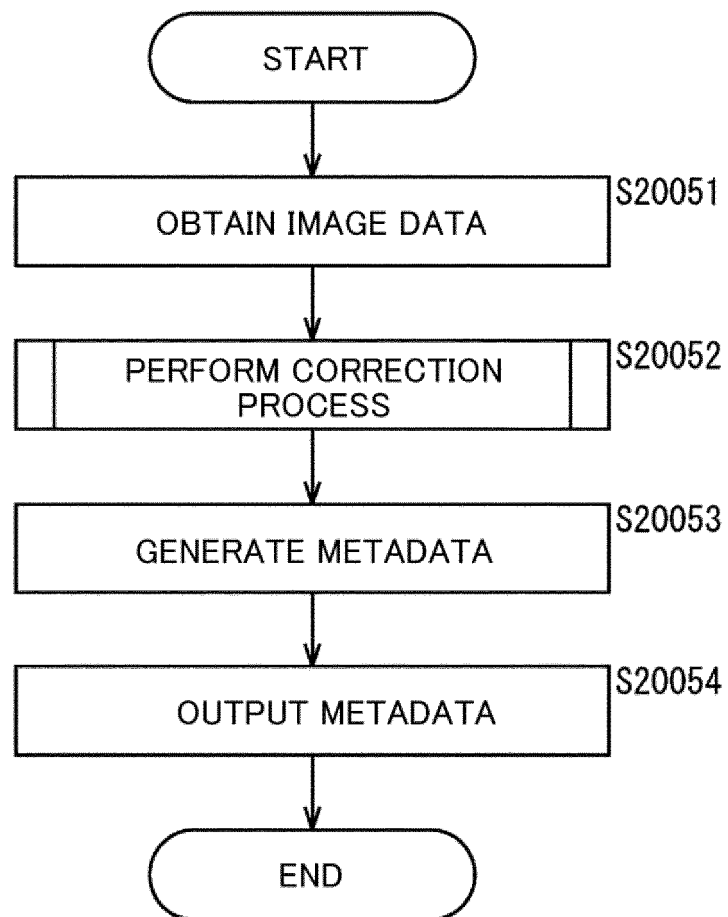 START
OBTAIN IMAGE DATA
S20051
PERFORM CORRECTION
PROCESS
S20052
GENERATE METADATA
S20053
OUTPUT METADATA
S20054
END